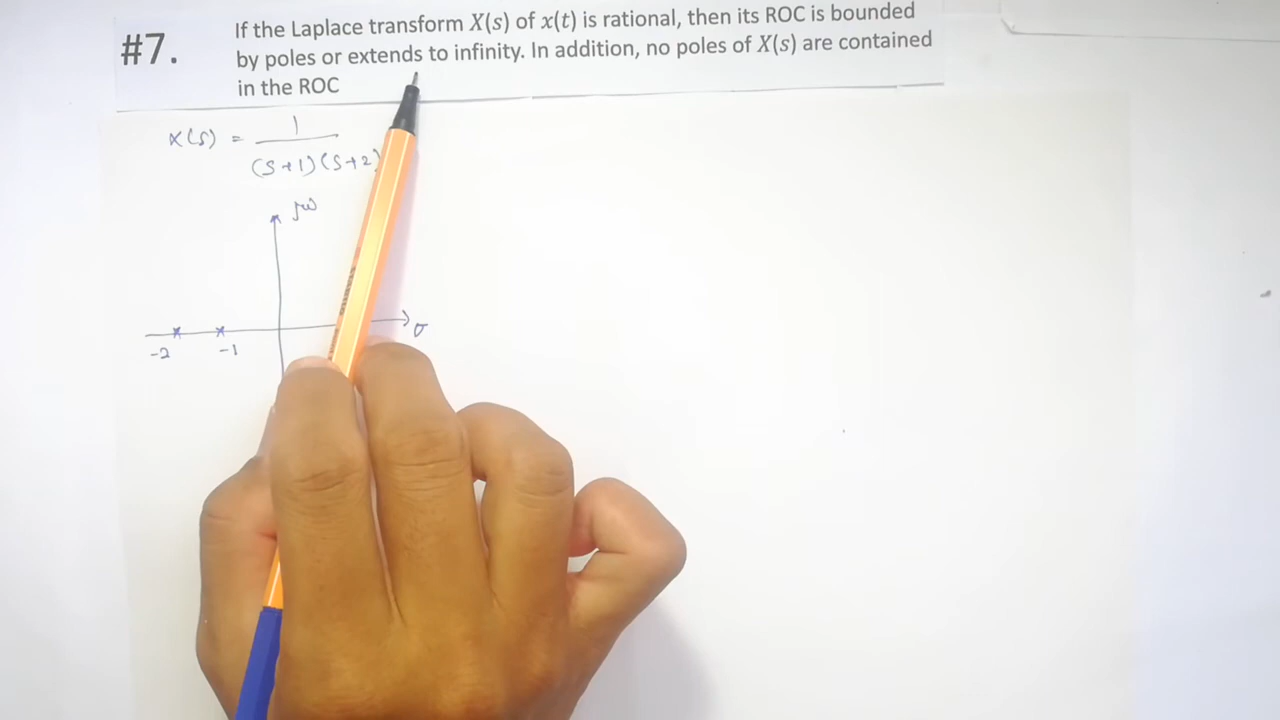 #7. If the Laplace transform X(s) of x(t) is rational, then its ROC is bounded
by poles or extends to infinity. In addition, no poles of X(s) are contained
in the ROC
X(s) = 1
(s+1)(s+2)
jω
σ
-2 -1